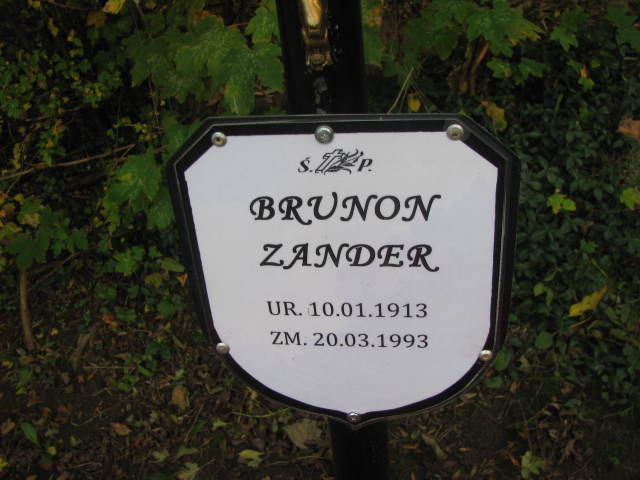 Ś. P.
BRUNON
ZANDER
UR. 10.01.1913
ZM. 20.03.1993